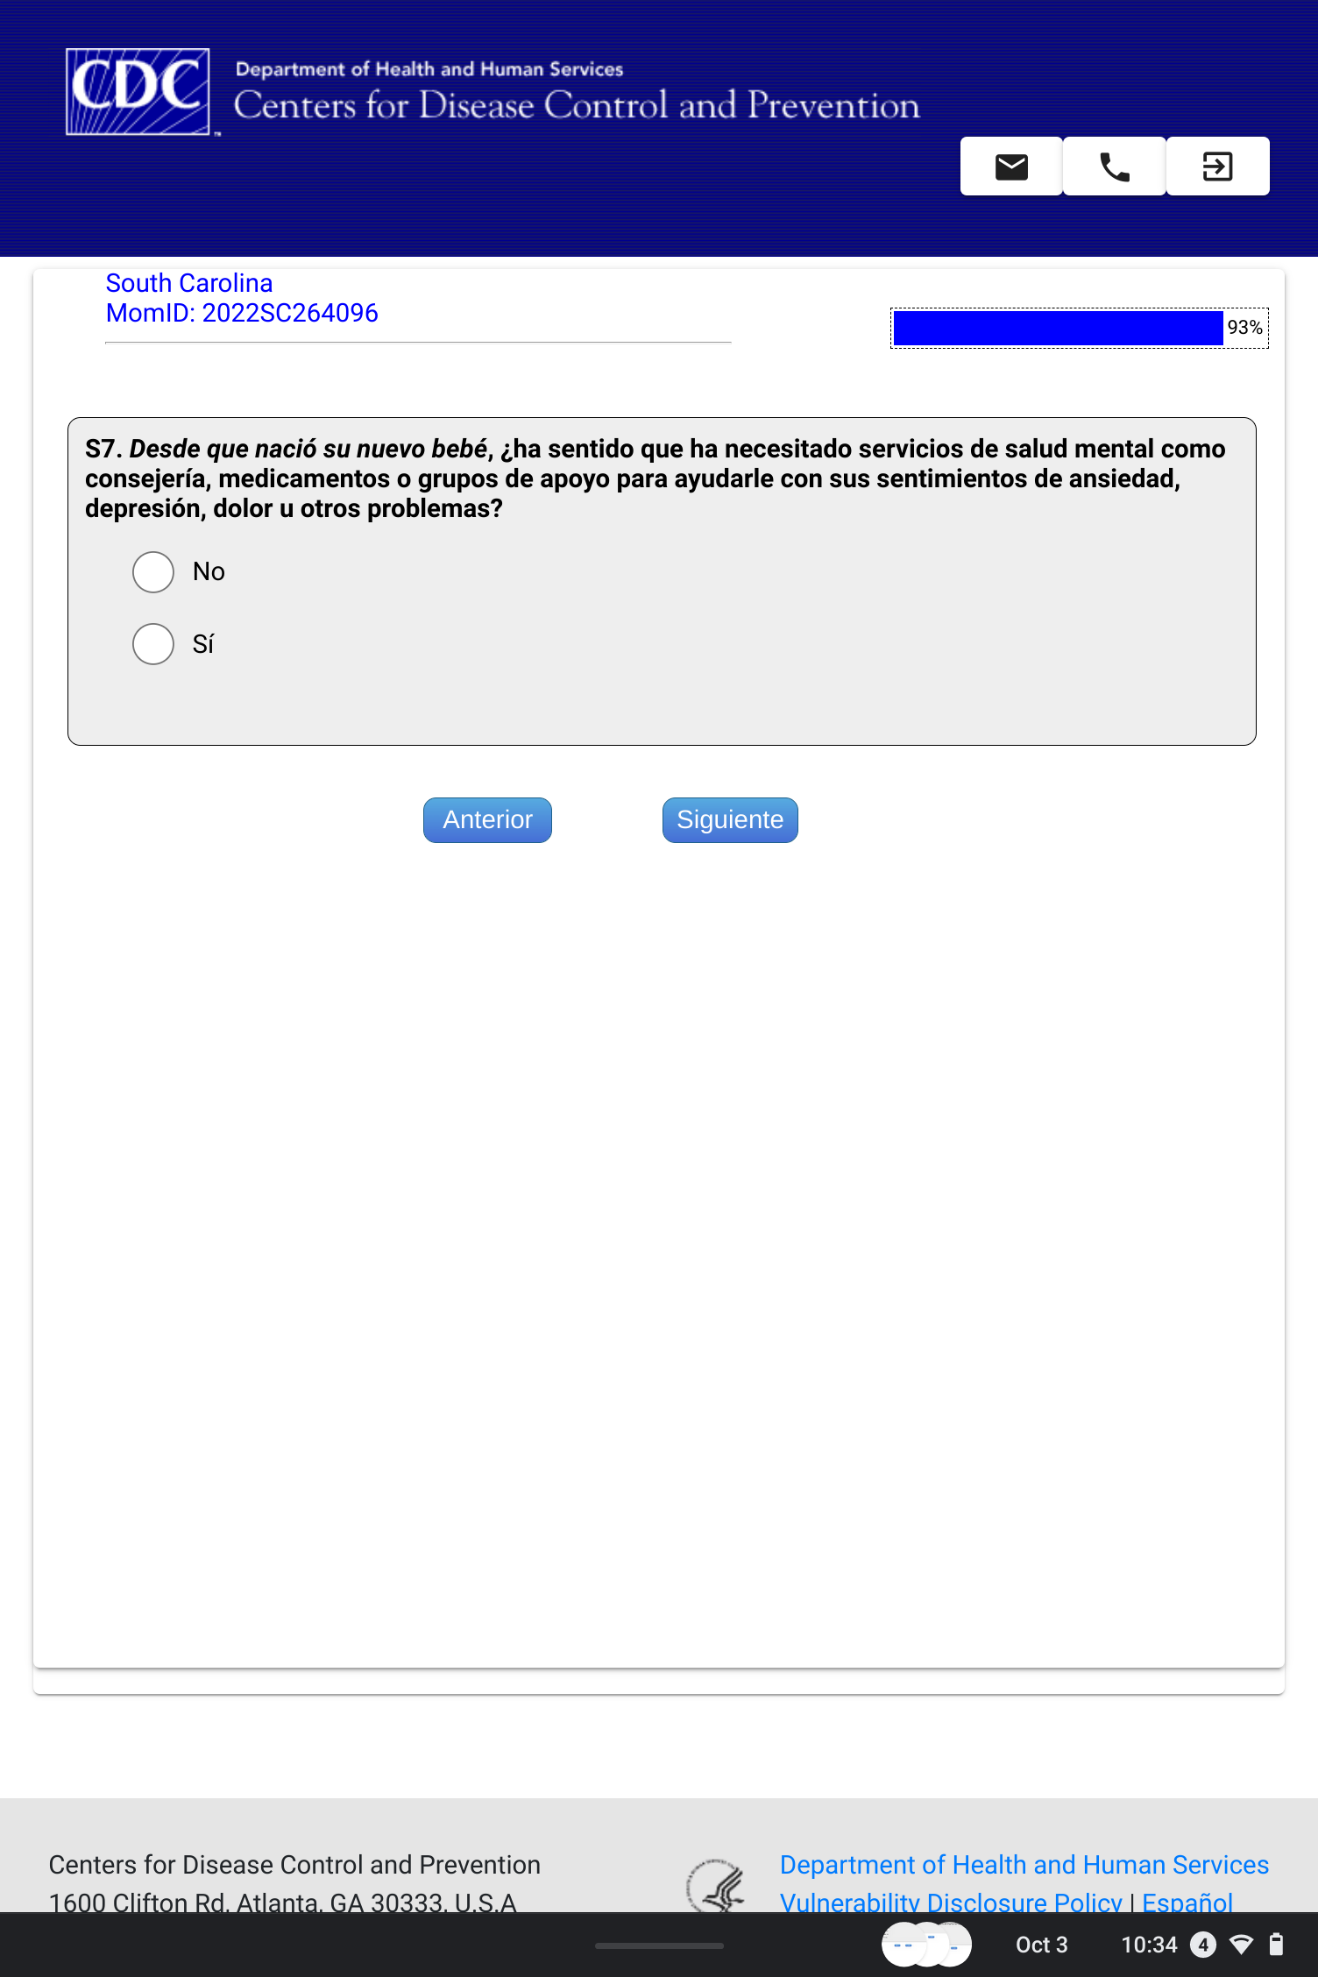 CDC
Department of Health and Human Services
Centers for Disease Control and Prevention
South Carolina
MomID: 2022SC264096
93%
S7. Desde que nació su nuevo bebé, ¿ha sentido que ha necesitado servicios de salud mental como
consejería, medicamentos o grupos de apoyo para ayudarle con sus sentimientos de ansiedad,
depresión, dolor u otros problemas?
No
Sí
Anterior
Siguiente
Centers for Disease Control and Prevention
1600 Clifton Rd. Atlanta, GA 30333, U.S.A
Department of Health and Human Services
Vulnerability Disclosure Policy | Español
Oct 3
10:34
4